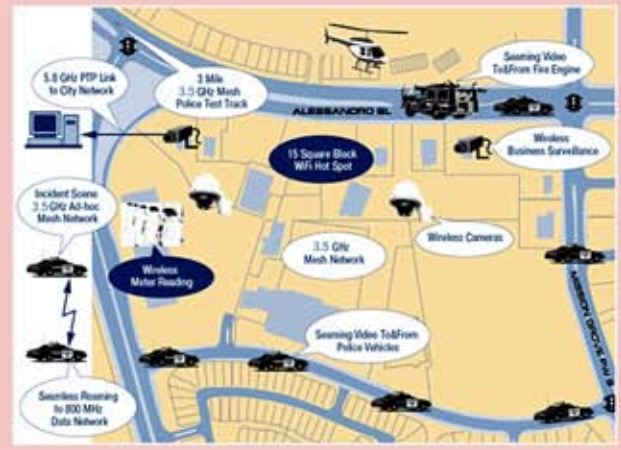 5.8 GHz PTP Link
to City Network
3 Mile
3.5 GHz Mesh
Police Test Track
Seeming Video
To&From Fire Engine
ALESSANDRO BL
15 Square Block
WiFi Hot Spot
Wireless
Business Surveillance
Incident Scene
3.5 GHz Ad-hoc
Mesh Network
Wireless
Meter Reading
3.5 GHz
Mesh Network
Wireless Cameras
Seeming Video To&From
Police Vehicles
Seamless Roaming
to 800 MHz
Data Network